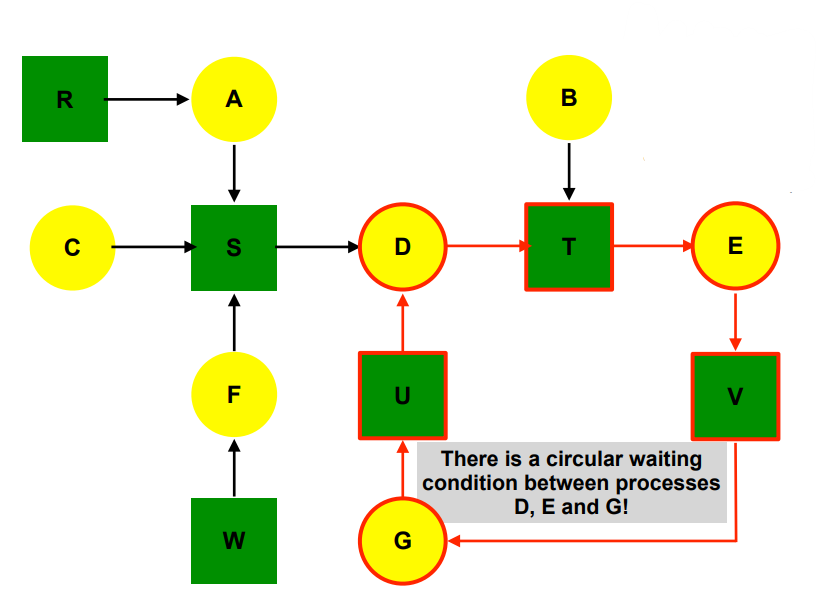 R
A
B
C
S
D
T
E
F
U
V
There is a circular waiting
condition between processes
D, E and G!
W
G